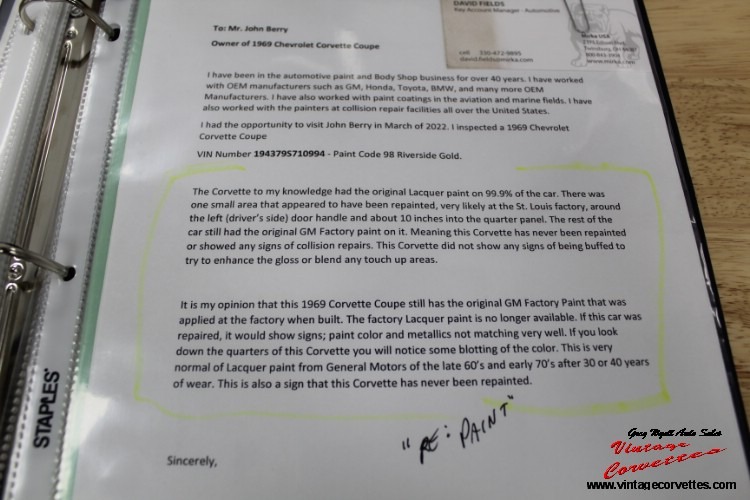 DAVID FIELDS
Key Account Manager - Automotive
To: Mr. John Berry
Owner of 1969 Chevrolet Corvette Coupe
cell 330-472-9895
Mirka USA
I have been in the automotive paint and Body Shop business for over 40 years. I have worked
with OEM manufacturers such as GM, Honda, Toyota, BMW, and many more OEM
Manufacturers. I have also worked with paint coatings in the aviation and marine fields. I have
also worked with the painters at collision repair facilities all over the United States.
I had the opportunity to visit John Berry in March of 2022. I inspected a 1969 Chevrolet
Corvette Coupe
VIN Number 194379S710994 - Paint Code 98 Riverside Gold.
The Corvette to my knowledge had the original Lacquer paint on 99.9% of the car. There was
one small area that appeared to have been repainted, very likely at the St. Louis factory, around
the left (driver's side) door handle and about 10 inches into the quarter panel. The rest of the
car still had the original GM Factory paint on it. Meaning this Corvette has never been repainted
or showed any signs of collision repairs. This Corvette did not show any signs of being buffed to
try to enhance the gloss or blend any touch up areas.
It is my opinion that this 1969 Corvette Coupe still has the original GM Factory Paint that was
applied at the factory when built. The factory Lacquer paint is no longer available. If this car was
repaired, it would show signs; paint color and metallics not matching very well. If you look
down the quarters of this Corvette you will notice some blotting of the color. This is very
normal of Lacquer paint from General Motors of the late 60's and early 70's after 30 or 40 years
of wear. This is also a sign that this Corvette has never been repainted.
"RE: PAINT"
Sincerely,
STAPLES
Greg Wyatt Auto Sales
Vintage
Corvettes
www.vintagecorvettes.com